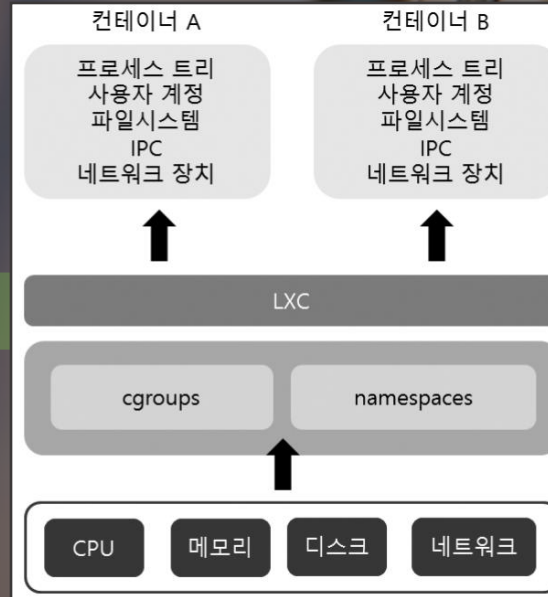 컨테이너 A
컨테이너 B
프로세스 트리
사용자 계정
파일시스템
IPC
네트워크 장치
프로세스 트리
사용자 계정
파일시스템
IPC
네트워크 장치
LXC
cgroups
namespaces
CPU
메모리
디스크
네트워크